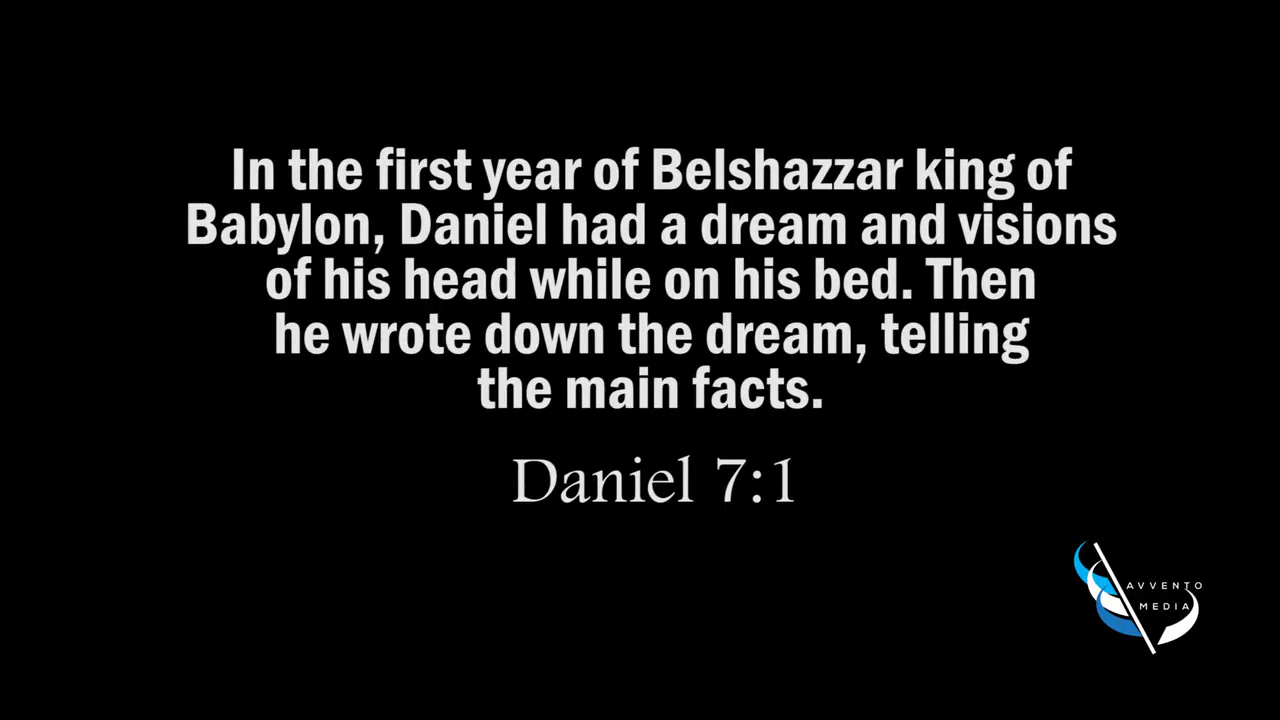 In the first year of Belshazzar king of
Babylon, Daniel had a dream and visions
of his head while on his bed. Then
he wrote down the dream, telling
the main facts.
Daniel 7:1
AVVENTO
MEDIA